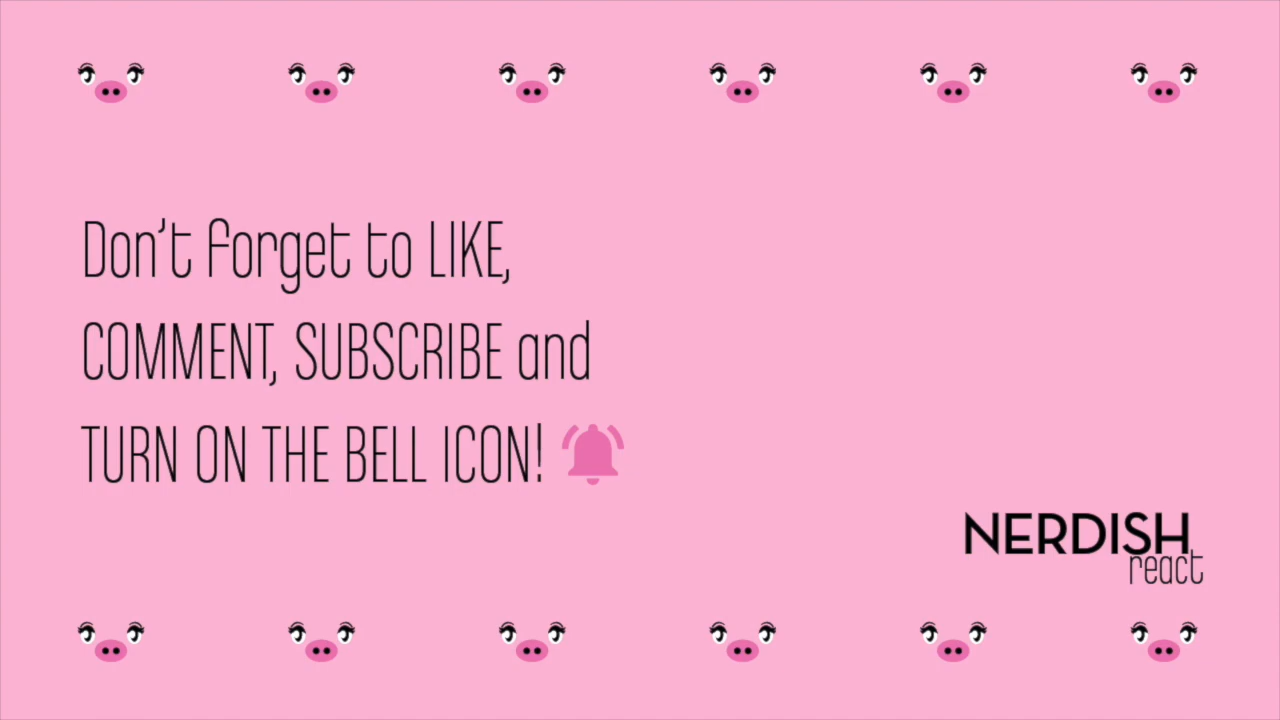 Don't forget to LIKE,
COMMENT, SUBSCRIBE and
TURN ON THE BELL ICON!
NERDISH
react